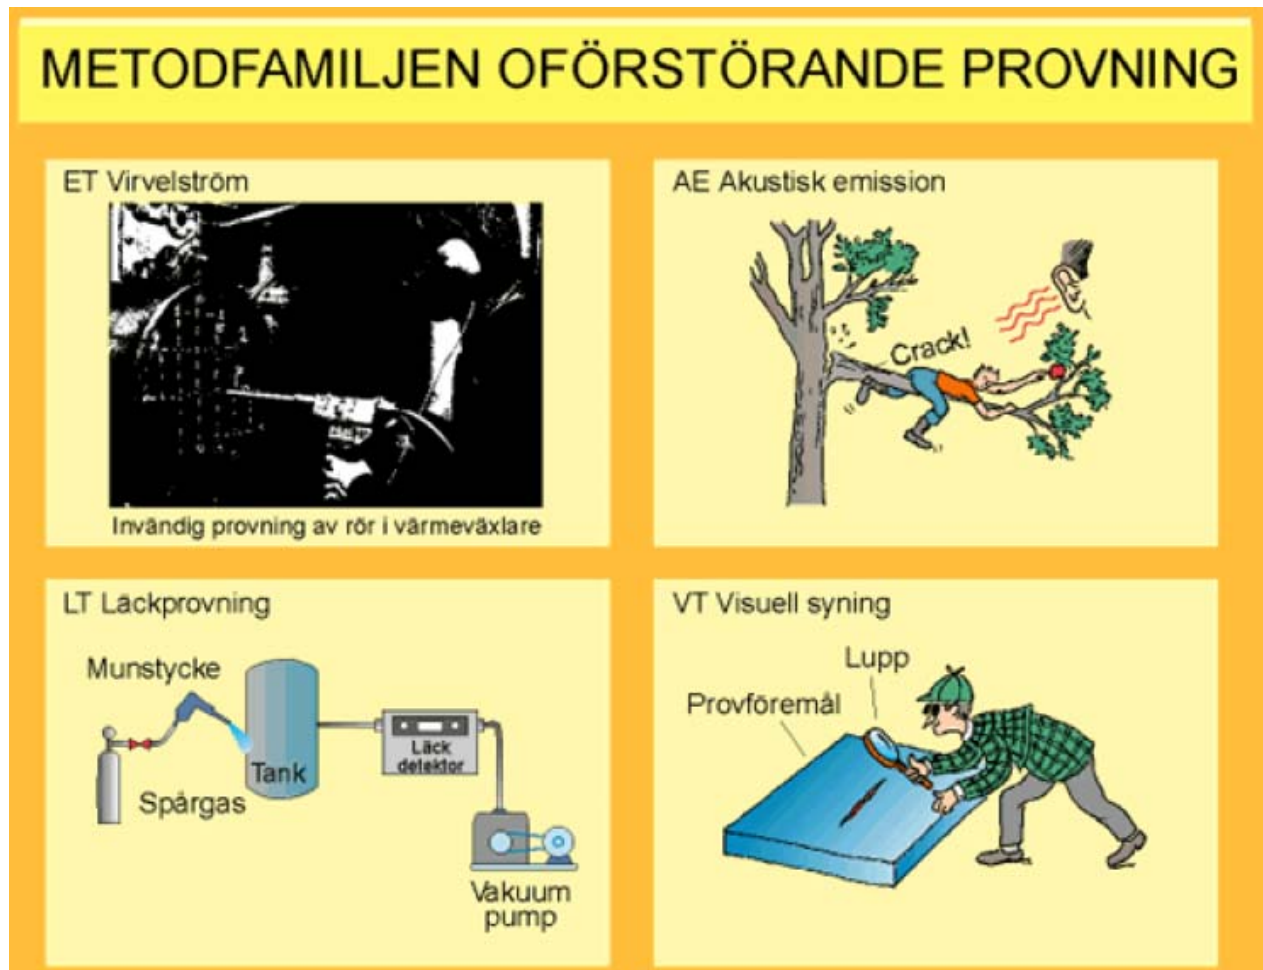 METODFAMILJEN OFÖRSTÖRANDE PROVNING
ET Virvelström
Invändig provning av rör i värmeväxlare
AE Akustisk emission
Crack!
LT Läckprovning
Munstycke
Spårgas
Tank
Läck
detektor
Vakuum
pump
VT Visuell syning
Lupp
Provföremål